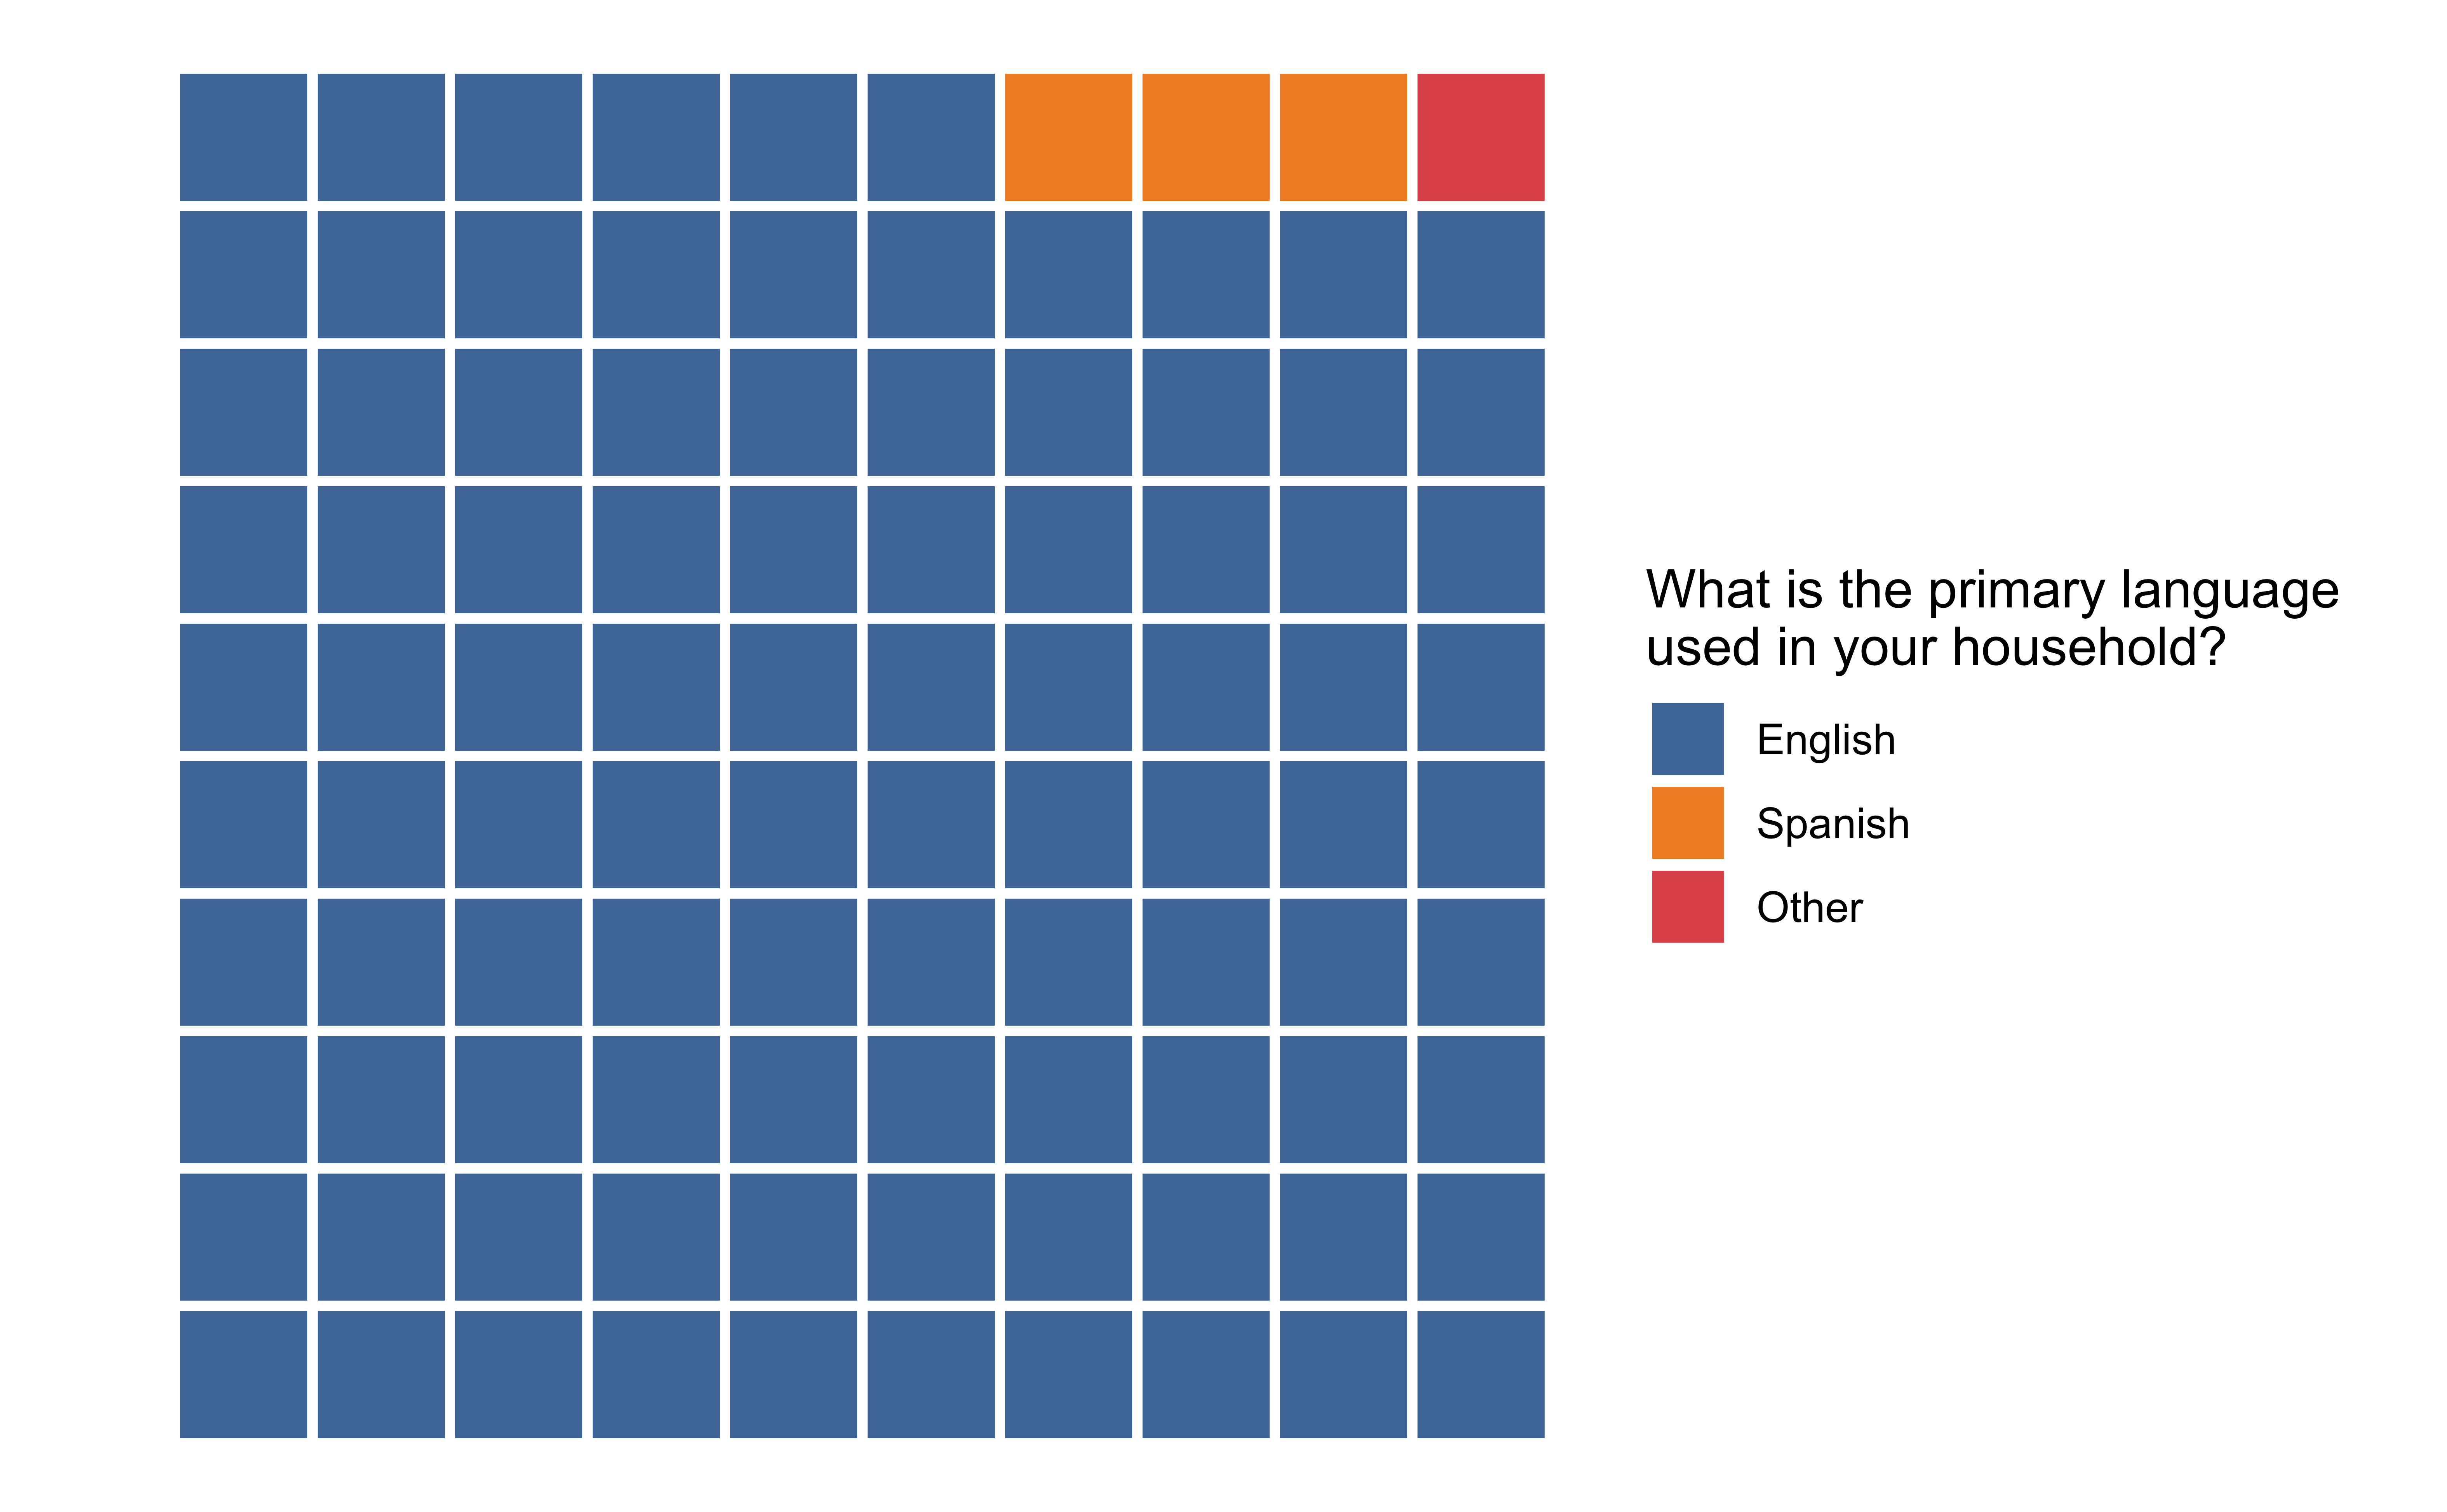 What is the primary language
used in your household?
English
Spanish
Other